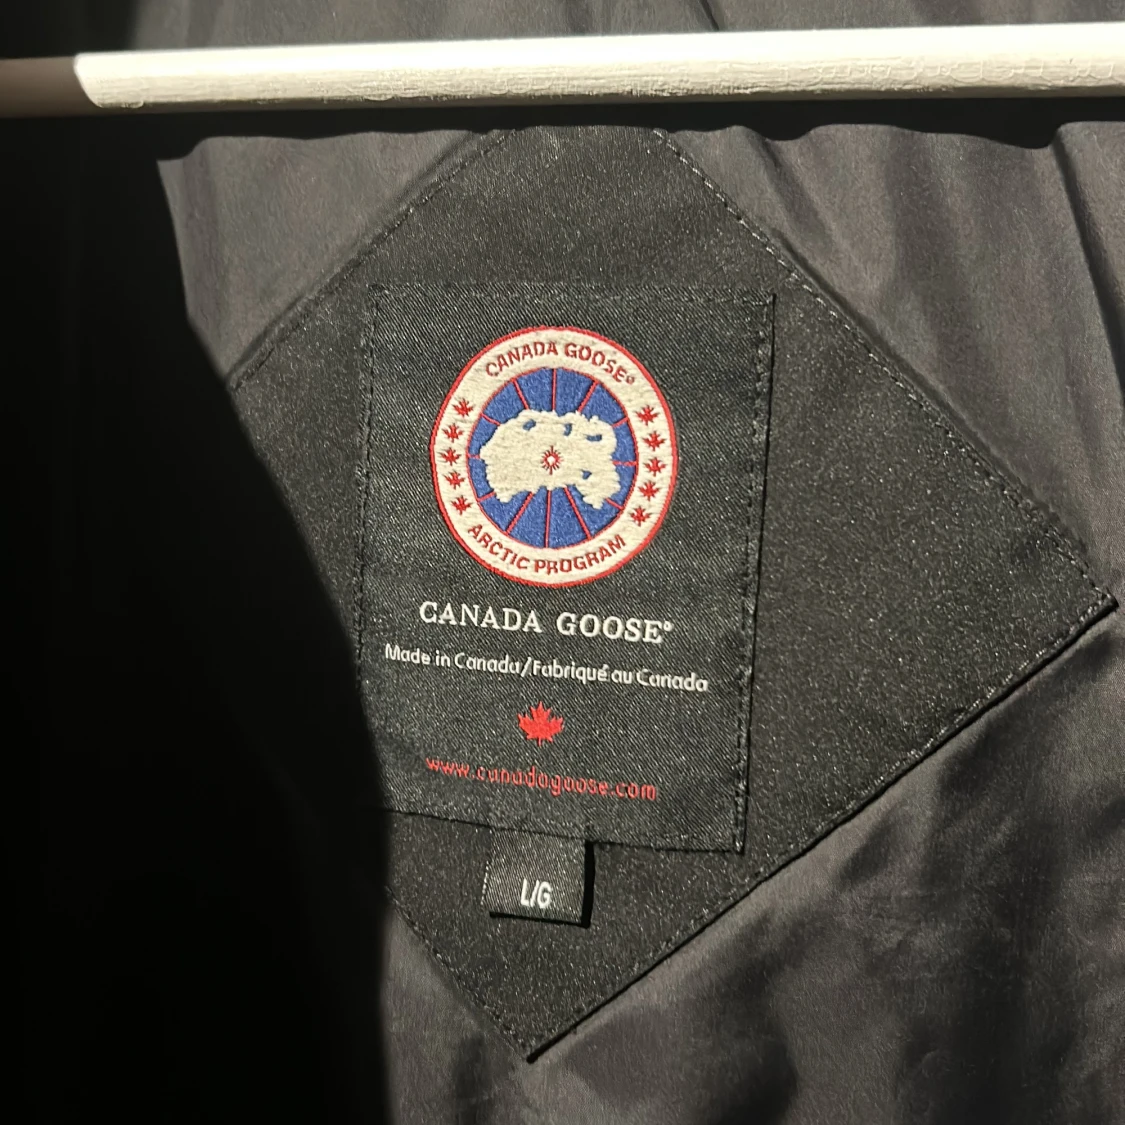 CANADA GOOSE®
ARCTIC PROGRAM
CANADA GOOSE®
Made in Canada/Fabriqué au Canada
www.canadagoose.com
L/G